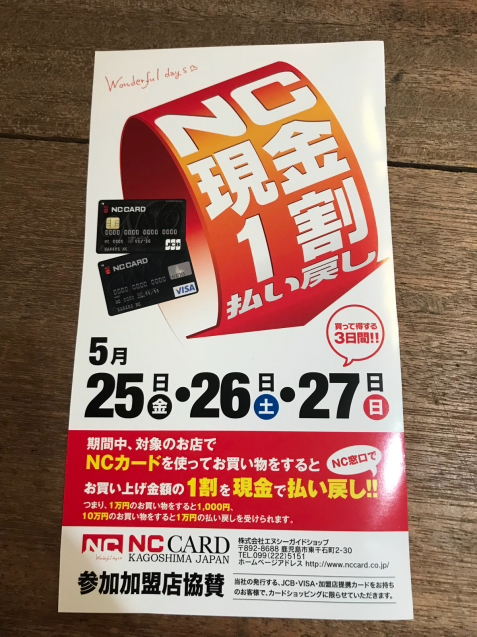 Wonderful days
NC
現金
1割
払い戻し
NC CARD
JCB
NC CARD
VISA
買って得する
3日間!!
5月
25日金・26日土・27日日
期間中、対象のお店で
NCカードを使ってお買い物をすると
NC窓口で
お買い上げ金額の1割を現金で払い戻し!!
つまり、1万円のお買い物をすると1,000円、
10万円のお買い物をすると1万円の払い戻しを受けられます。
NC NC CARD
Wonderful days
KAGOSHIMA JAPAN
株式会社エヌシーガイドショップ
〒892-8688 鹿児島市東千石町2-30
TEL.099(222)5151
ホームページアドレス http://www.nccard.co.jp/
参加加盟店協賛
当社の発行する、JCB・VISA・加盟店提携カードをお持ち
のお客様で、カードショッピングに限らせていただきます。